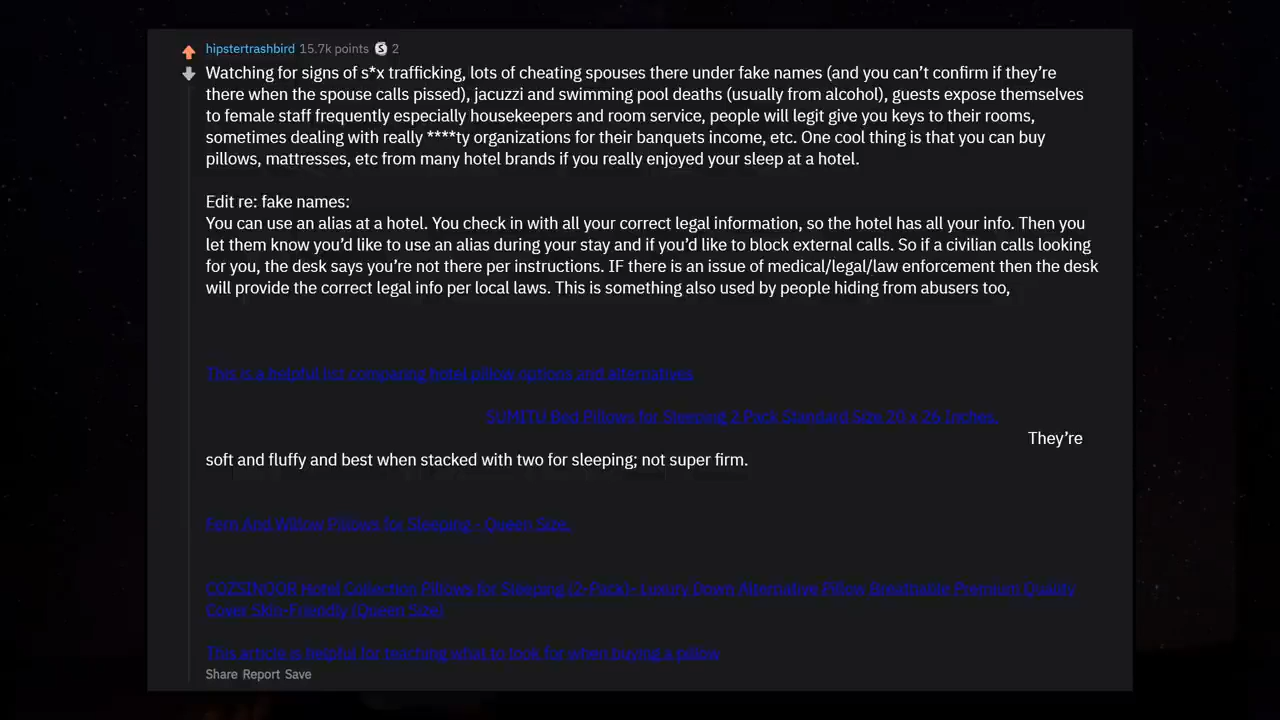 hipstertrashbird 15.7k points S 2
Watching for signs of s*x trafficking, lots of cheating spouses there under fake names (and you can’t confirm if they’re
there when the spouse calls pissed), jacuzzi and swimming pool deaths (usually from alcohol), guests expose themselves
to female staff frequently especially housekeepers and room service, people will legit give you keys to their rooms,
sometimes dealing with really ****ty organizations for their banquets income, etc. One cool thing is that you can buy
pillows, mattresses, etc from many hotel brands if you really enjoyed your sleep at a hotel.
Edit re: fake names:
You can use an alias at a hotel. You check in with all your correct legal information, so the hotel has all your info. Then you
let them know you’d like to use an alias during your stay and if you’d like to block external calls. So if a civilian calls looking
for you, the desk says you’re not there per instructions. IF there is an issue of medical/legal/law enforcement then the desk
will provide the correct legal info per local laws. This is something also used by people hiding from abusers too,
This is a helpful list comparing hotel pillow options and alternatives
SUMITU Bed Pillows for Sleeping 2 Pack Standard Size 20 x 26 Inches.
They’re
soft and fluffy and best when stacked with two for sleeping; not super firm.
Fern And Willow Pillows for Sleeping - Queen Size.
COZSINOOR Hotel Collection Pillows for Sleeping (2-Pack)- Luxury Down Alternative Pillow Breathable Premium Quality
Cover Skin-Friendly (Queen Size)
This article is helpful for teaching what to look for when buying a pillow
Share Report Save